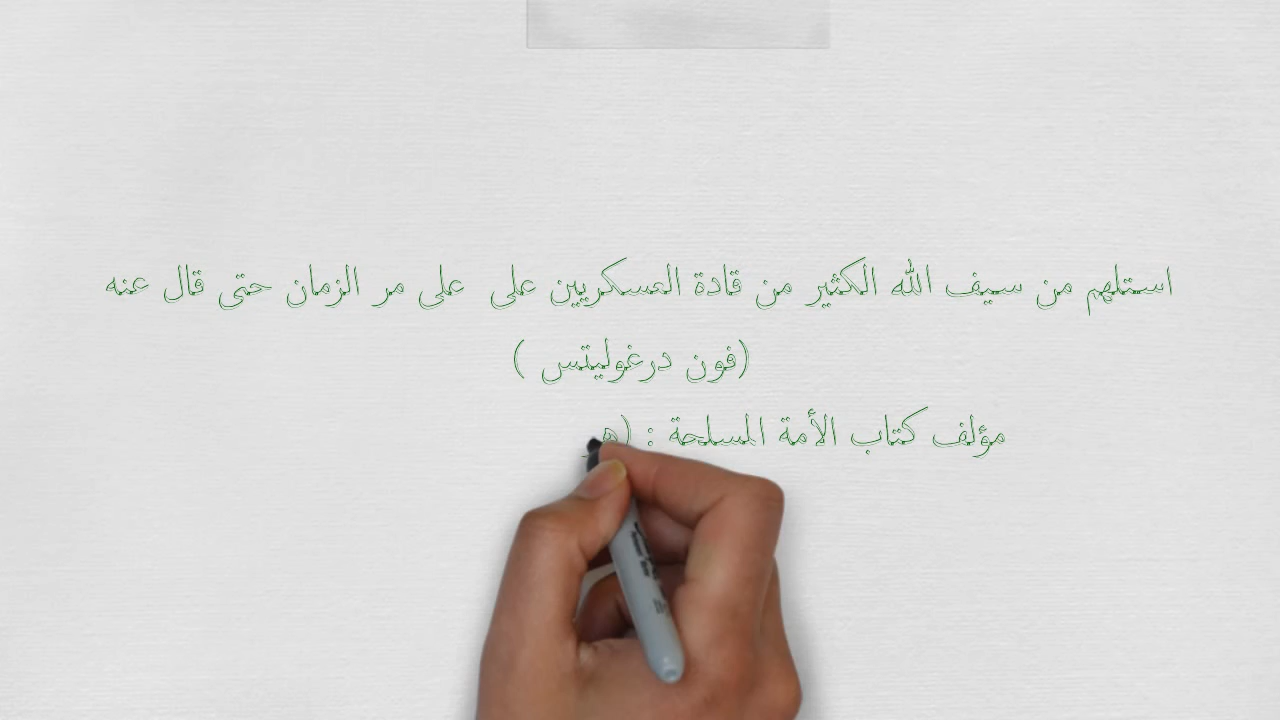 استلهم من سيف الله الكثير من قادة العسكريين على على مر الزمان حتى قال عنه
(فون درغوليتس )
مؤلف كتاب الأمة المسلحة : (هـ